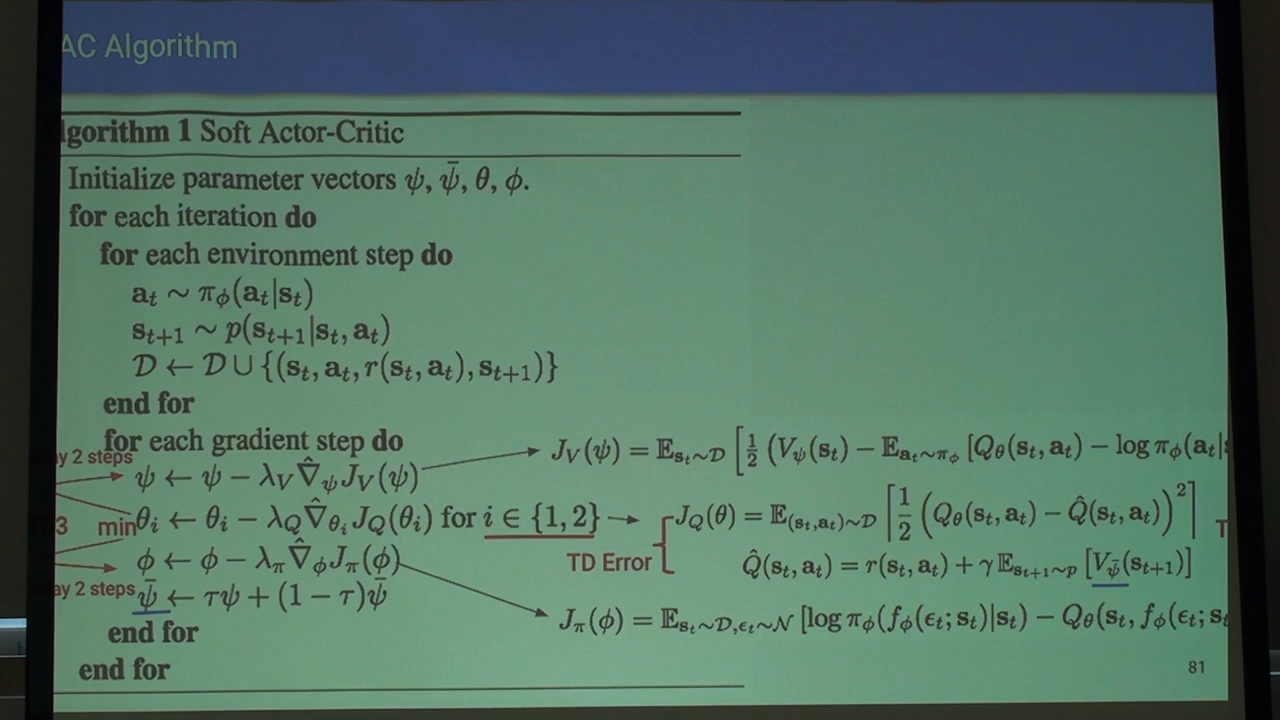 AC Algorithm
lgorithm 1 Soft Actor-Critic
Initialize parameter vectors ψ, ψ̄, θ, ϕ.
for each iteration do
for each environment step do
a_t ∼ π_ϕ(a_t|s_t)
s_{t+1} ∼ p(s_{t+1}|s_t, a_t)
𝒟 ← 𝒟 ∪ {(s_t, a_t, r(s_t, a_t), s_{t+1})}
end for
for each gradient step do
y 2 steps
ψ ← ψ − λ_V ∇̂_ψ J_V(ψ)
J_V(ψ) = 𝔼_{s_t∼𝒟} [½ (V_ψ(s_t) − 𝔼_{a_t∼π_ϕ} [Q_θ(s_t, a_t) − log π_ϕ(a_t|s
3 min
θ_i ← θ_i − λ_Q ∇̂_{θ_i} J_Q(θ_i) for i ∈ {1, 2}
J_Q(θ) = 𝔼_{(s_t,a_t)∼𝒟} [½ (Q_θ(s_t, a_t) − Q̂(s_t, a_t))²]
T
TD Error
Q̂(s_t, a_t) = r(s_t, a_t) + γ 𝔼_{s_{t+1}∼p} [V_ψ̄(s_{t+1})]
ϕ ← ϕ − λ_π ∇̂_ϕ J_π(ϕ)
J_π(ϕ) = 𝔼_{s_t∼𝒟,ϵ_t∼𝒩} [log π_ϕ(f_ϕ(ϵ_t; s_t)|s_t) − Q_θ(s_t, f_ϕ(ϵ_t; s_t
ay 2 steps
ψ̄ ← τψ + (1 − τ)ψ̄
end for
end for
81